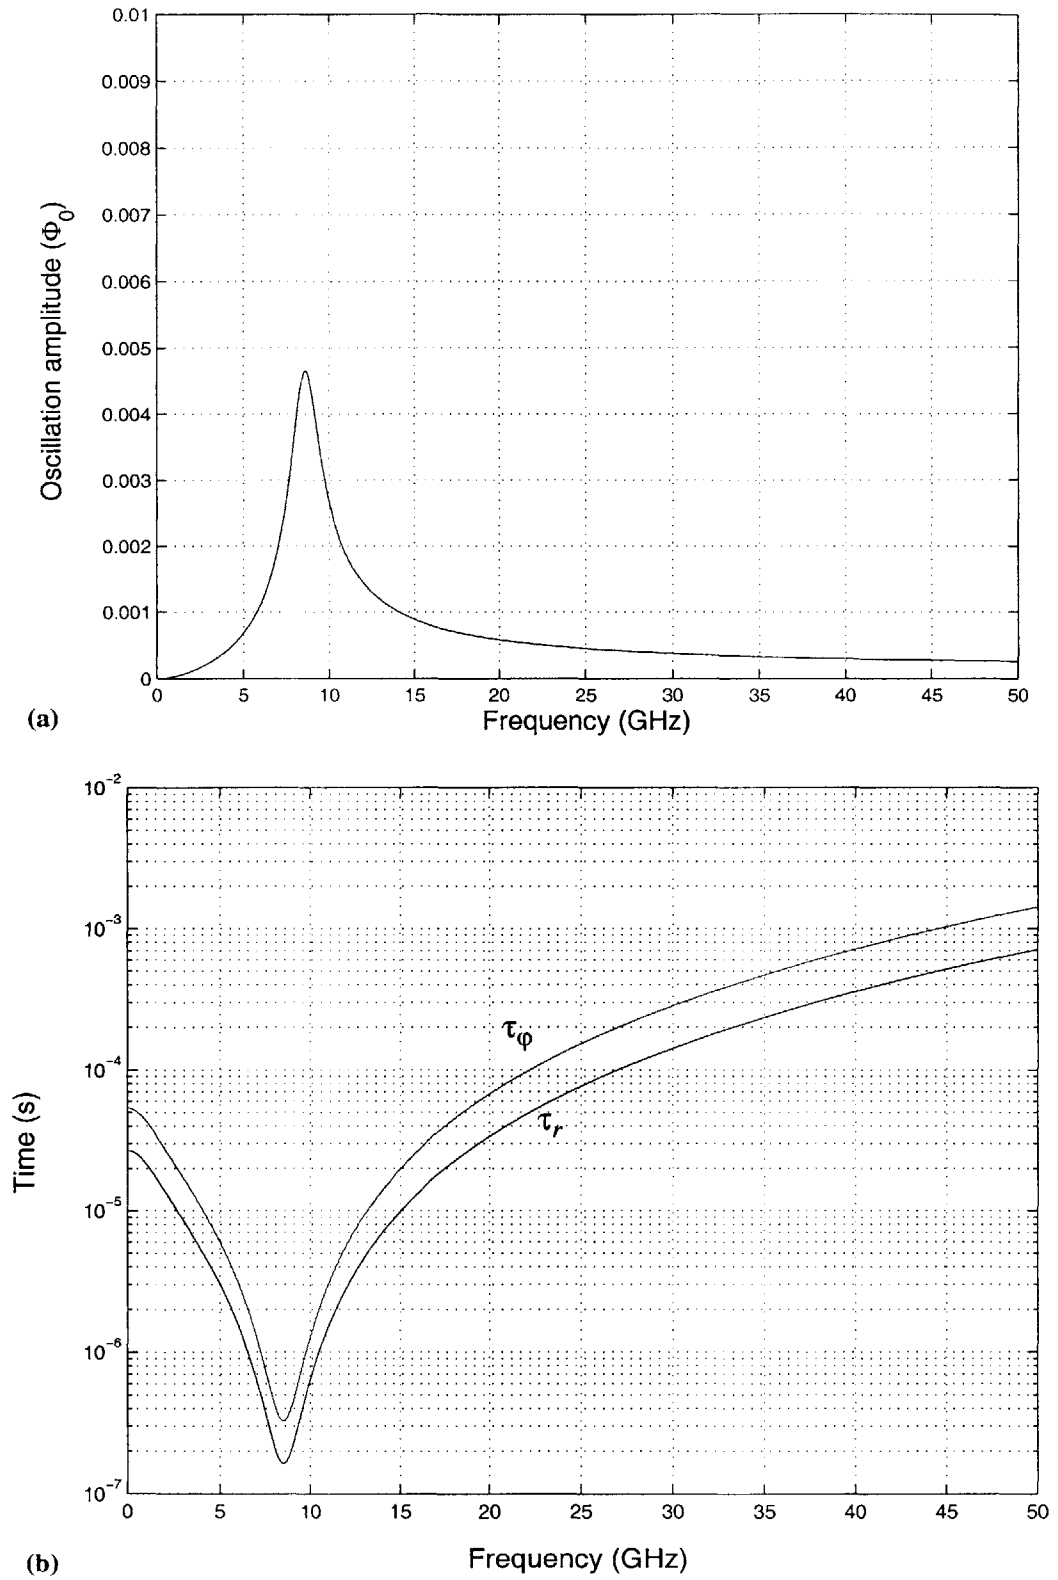 0.01
0.009
0.008
0.007
0.006
0.005
0.004
0.003
0.002
0.001
0
Oscillation amplitude (Φ₀)
0 5 10 15 20 25 30 35 40 45 50
Frequency (GHz)
(a)
10⁻²
10⁻³
10⁻⁴
10⁻⁵
10⁻⁶
10⁻⁷
Time (s)
τφ
τr
0 5 10 15 20 25 30 35 40 45 50
Frequency (GHz)
(b)